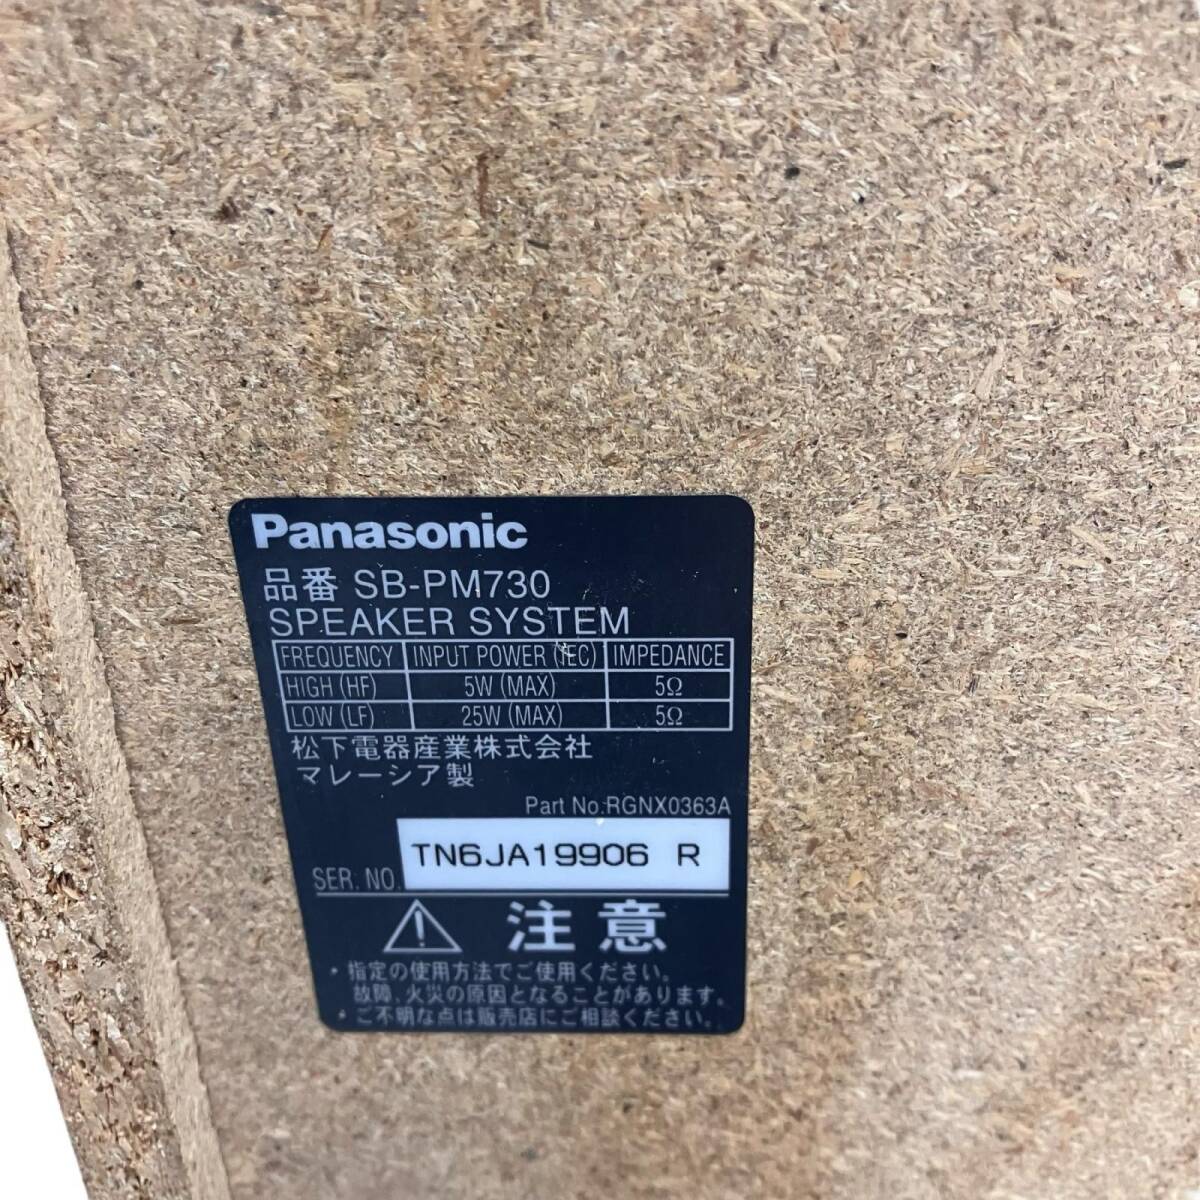 Panasonic
品番 SB-PM730
SPEAKER SYSTEM
FREQUENCY INPUT POWER (IEC) IMPEDANCE
HIGH (HF) 5W (MAX) 5Ω
LOW (LF) 25W (MAX) 5Ω
松下電器産業株式会社
マレーシア製
Part No.RGNX0363A
SER. NO. TN6JA19906 R
注意
・指定の使用方法でご使用ください。
故障、火災の原因となることがあります。
・ご不明な点は販売店にご相談ください。